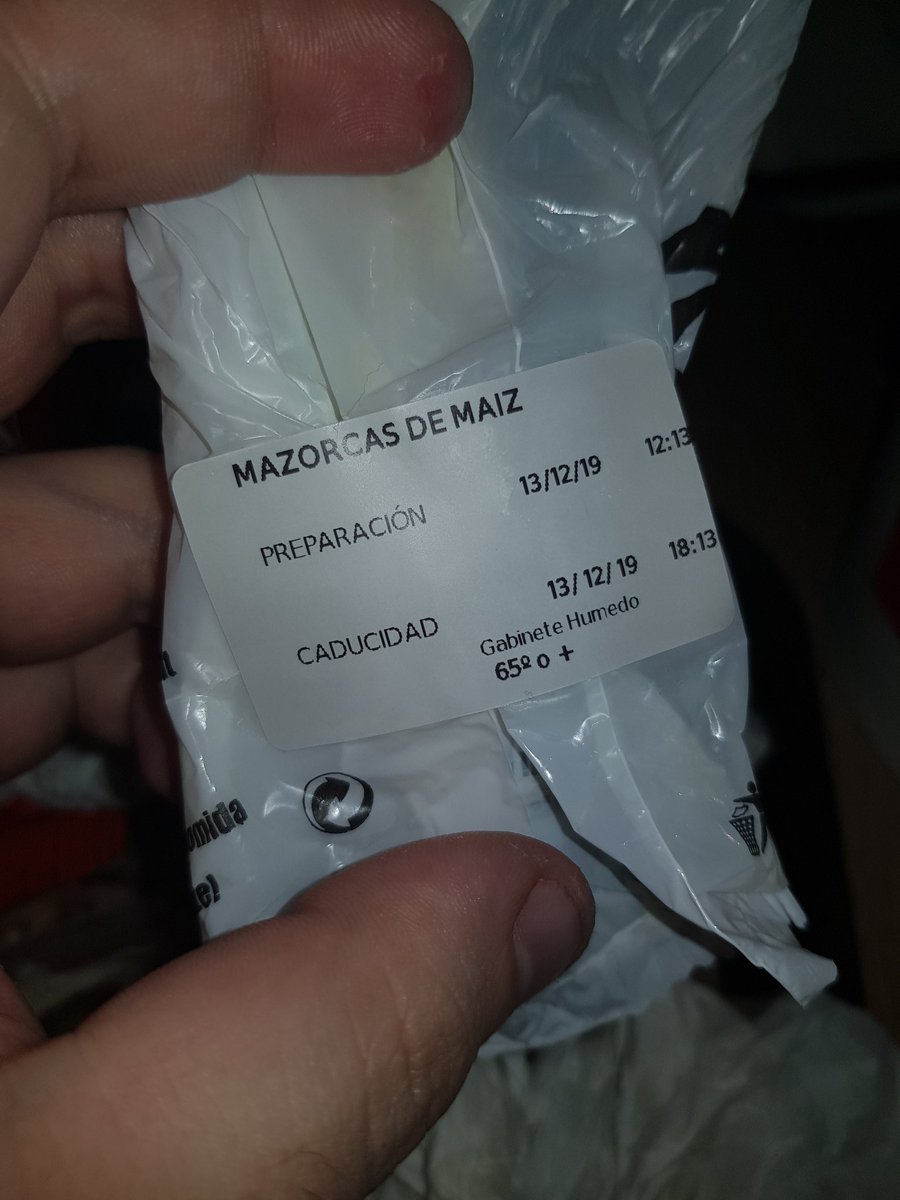 MAZORCAS DE MAIZ
PREPARACIÓN 13/12/19 12:13
CADUCIDAD 13/12/19 18:13
Gabinete Humedo
65º o +